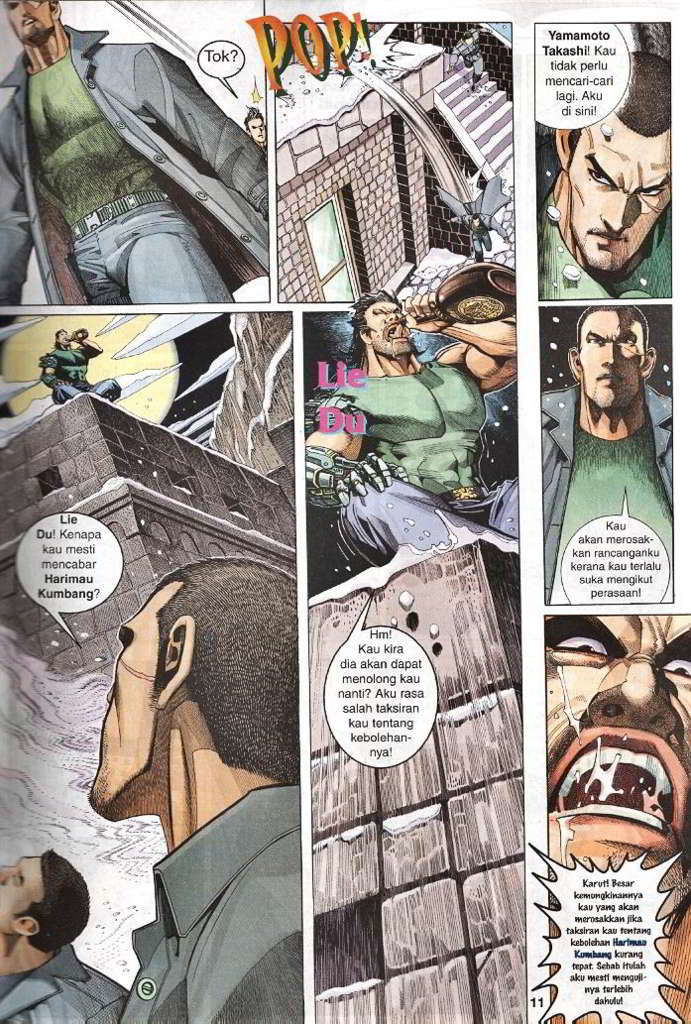 Tok?
POP!
Yamamoto
Takashi! Kau
tidak perlu
mencari-cari
lagi. Aku
di sini!
Lie
Du! Kenapa
kau mesti
mencabar
Harimau
Kumbang?
Lie
Du
Hm!
Kau kira
dia akan dapat
menolong kau
nanti? Aku rasa
salah taksiran
kau tentang
kebolehan-
nya!
Kau
akan merosak-
kan rancanganku
kerana kau terlalu
suka mengikut
perasaan!
Karut! Besar
kemungkinannya
kau yang akan
merosakkan jika
taksiran kau tentang
kebolehan Harimau
Kumbang kurang
tepat. Sebab itulah
aku mesti menguji-
nya terlebih
dahulu!
11